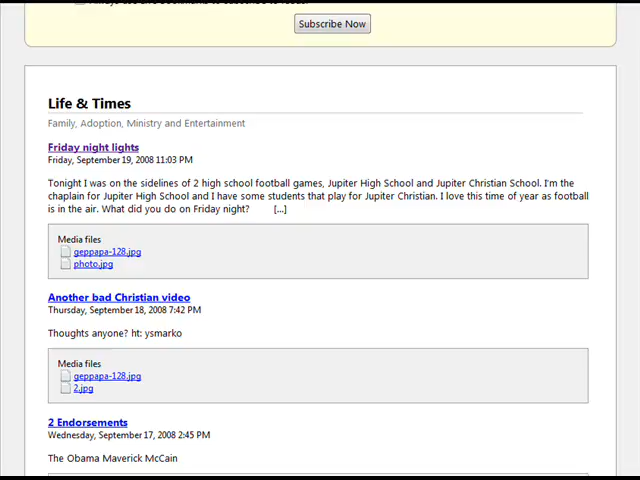 Subscribe Now
Life & Times
Family, Adoption, Ministry and Entertainment
Friday night lights
Friday, September 19, 2008 11:03 PM
Tonight I was on the sidelines of 2 high school football games, Jupiter High School and Jupiter Christian School. I'm the
chaplain for Jupiter High School and I have some students that play for Jupiter Christian. I love this time of year as football
is in the air. What did you do on Friday night? [...]
Media files
geppapa-128.jpg
photo.jpg
Another bad Christian video
Thursday, September 18, 2008 7:42 PM
Thoughts anyone? ht: ysmarko
Media files
geppapa-128.jpg
2.jpg
2 Endorsements
Wednesday, September 17, 2008 2:45 PM
The Obama Maverick McCain